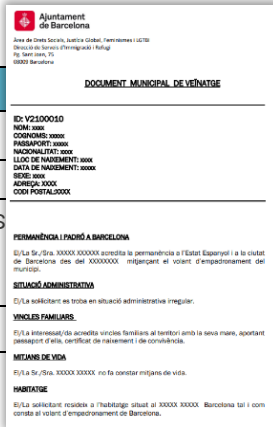 Ajuntament
de Barcelona
Àrea de Drets Socials, Justícia Global, Feminismes i LGTBI
Direcció de Serveis d'Immigració i Refugi
Pg. Sant Joan, 75
08009 Barcelona
DOCUMENT MUNICIPAL DE VEÏNATGE
ID: V2100010
NOM: xxxx
COGNOMS: xxxxx
PASSAPORT: xxxxx
NACIONALITAT: xxxx
LLOC DE NAIXEMENT: xxxx
DATA DE NAIXEMENT: xxxxx
SEXE: xxxx
ADREÇA: XXXX
CODI POSTAL:XXXX
S
PERMANÈNCIA I PADRÓ A BARCELONA
El/La Sr./Sra. XXXXX XXXXXX acredita la permanència a l'Estat Espanyol i a la ciutat
de Barcelona des del XXXXXXXX mitjançant el volant d'empadronament del
municipi.
SITUACIÓ ADMINISTRATIVA
El/La sol·licitant es troba en situació administrativa irregular.
VINCLES FAMILIARS
El/La interessat/da acredita vincles familiars al territori amb la seva mare, aportant
passaport d'ella, certificat de naixement i de convivència.
MITJANS DE VIDA
El/La Sr./Sra. XXXXX XXXXX no fa constar mitjans de vida.
HABITATGE
El/La sol·licitant resideix a l'habitatge situat al XXXXX XXXXX Barcelona tal i com
consta al volant d'empadronament de Barcelona.